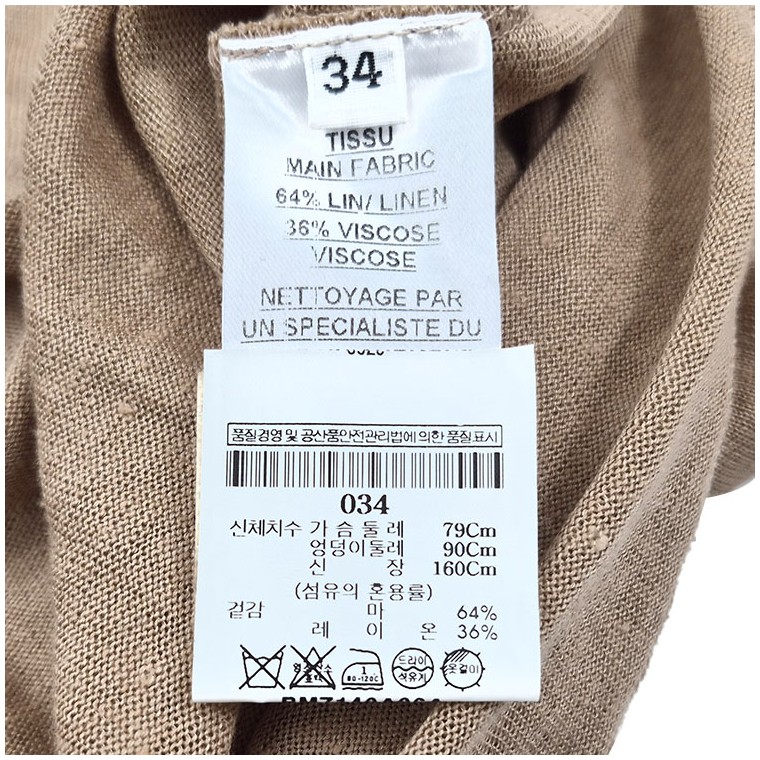 34
TISSU
MAIN FABRIC
64% LIN/ LINEN
36% VISCOSE
VISCOSE
NETTOYAGE PAR
UN SPECIALISTE DU
품질경영 및 공산품안전관리법에 의한 품질표시
034
신체치수 가 슴 둘 레 79Cm
엉덩이둘레 90Cm
신 장 160Cm
(섬유의 혼용률)
겉감 마 64%
레 이 온 36%
1
80-120C
드라이
석유계
옷걸이